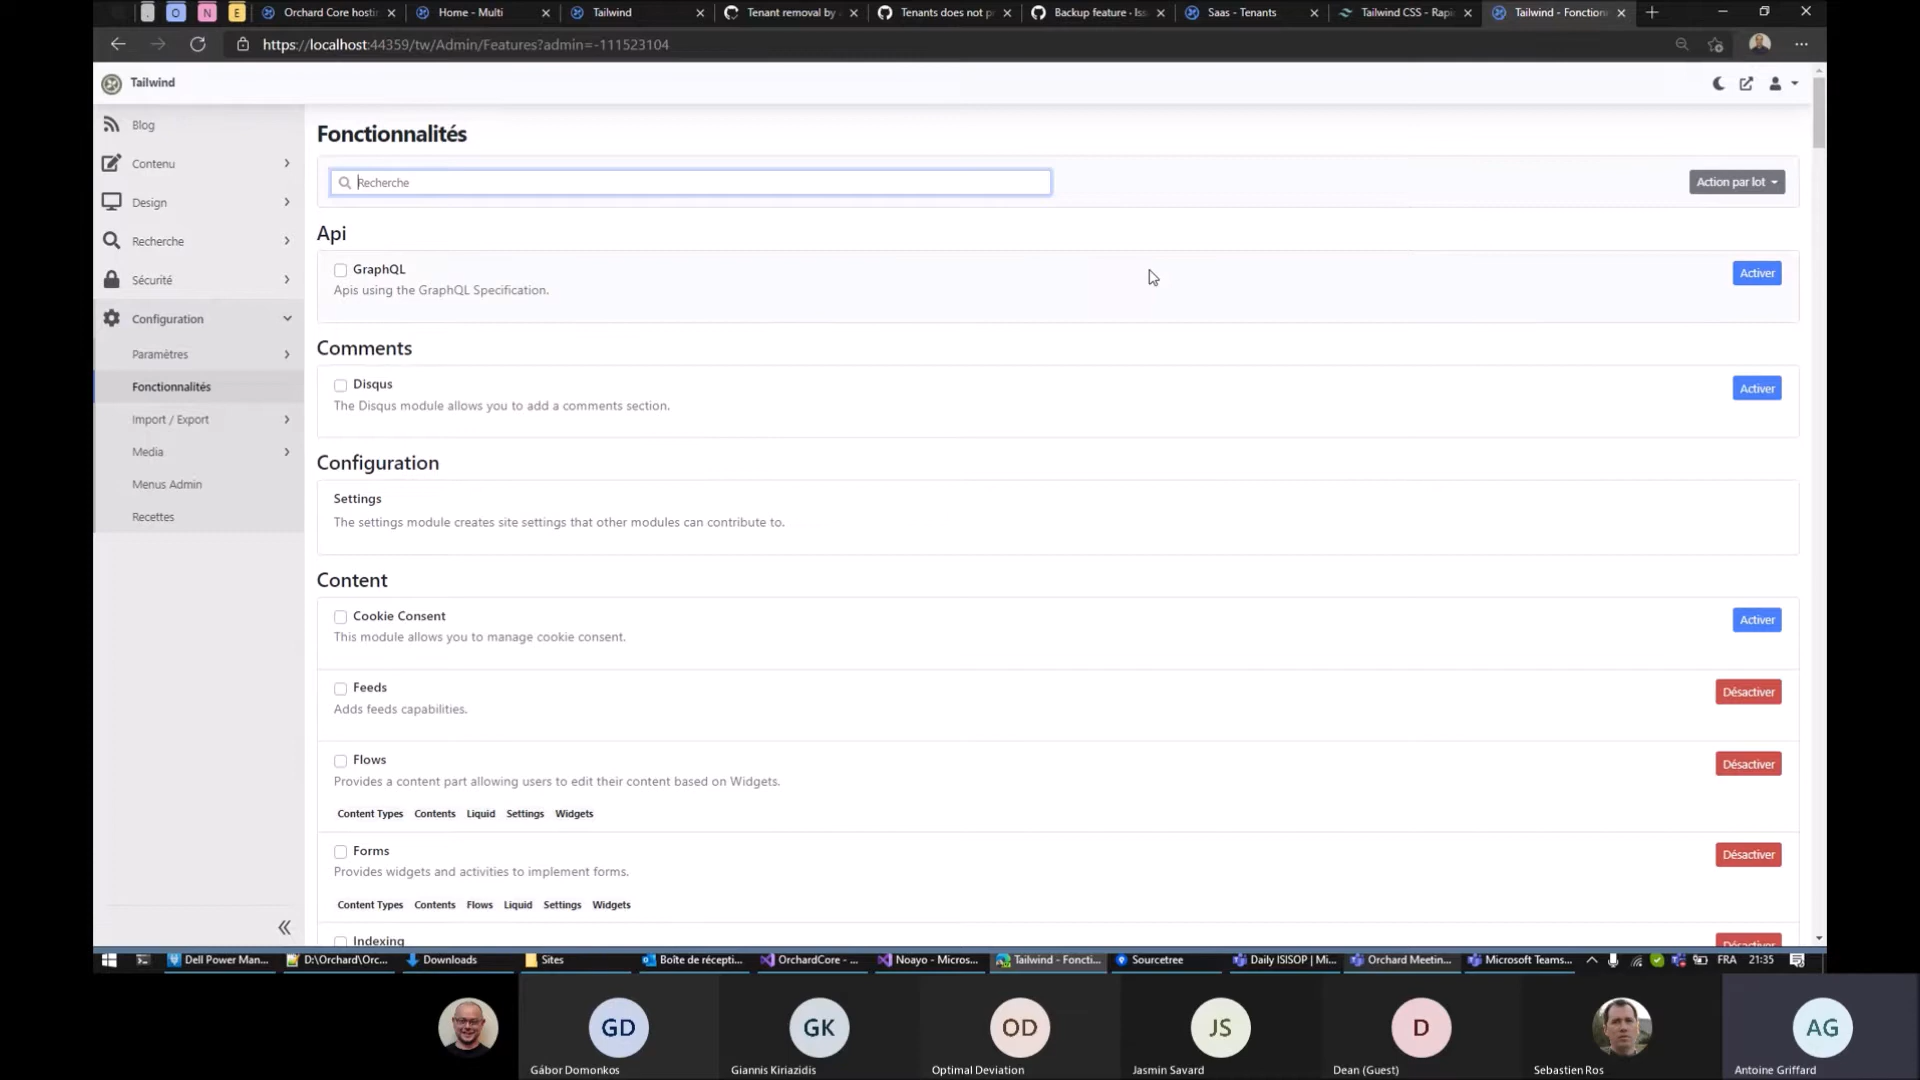 O N E Orchard Core hosti Home - Multi Tailwind Tenant removal by Tenants does not p Backup feature · Iss Saas - Tenants Tailwind CSS - Rapi Tailwind - Fonction
https://localhost:44359/tw/Admin/Features?admin=-111523104
Tailwind
Blog
Contenu
Design
Recherche
Sécurité
Configuration
Paramètres
Fonctionnalités
Import / Export
Media
Menus Admin
Recettes
Fonctionnalités
Recherche
Action par lot
Api
GraphQL
Activer
Apis using the GraphQL Specification.
Comments
Disqus
Activer
The Disqus module allows you to add a comments section.
Configuration
Settings
The settings module creates site settings that other modules can contribute to.
Content
Cookie Consent
Activer
This module allows you to manage cookie consent.
Feeds
Désactiver
Adds feeds capabilities.
Flows
Désactiver
Provides a content part allowing users to edit their content based on Widgets.
Content Types Contents Liquid Settings Widgets
Forms
Désactiver
Provides widgets and activities to implement forms.
Content Types Contents Flows Liquid Settings Widgets
Indexing
Désactiver
Dell Power Man... D:\Orchard\Orc... Downloads Sites Boîte de récepti... OrchardCore - ... Noayo - Micros... Tailwind - Foncti... Sourcetree Daily ISISOP | Mi... Orchard Meetin... Microsoft Teams... FRA 21:35
GD GK OD JS D AG
Gábor Domonkos Giannis Kiriazidis Optimal Deviation Jasmin Savard Dean (Guest) Sebastien Ros Antoine Griffard